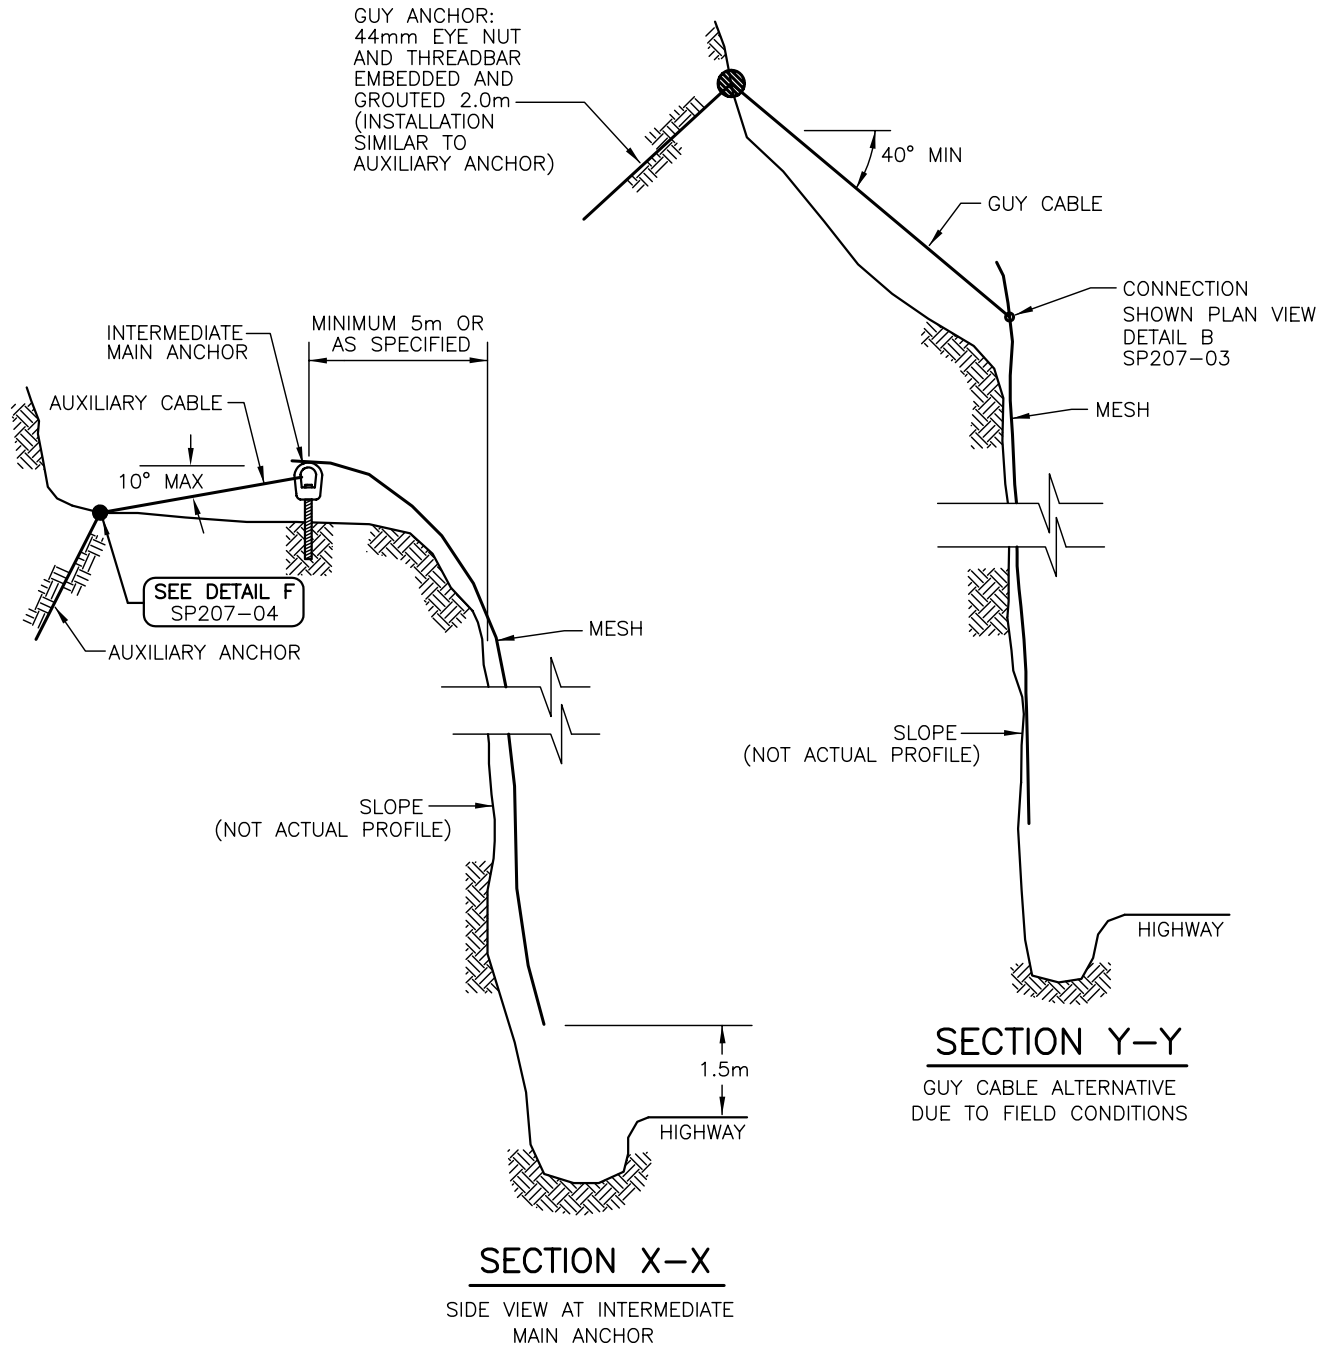 GUY ANCHOR:
44mm EYE NUT
AND THREADBAR
EMBEDDED AND
GROUTED 2.0m
(INSTALLATION
SIMILAR TO
AUXILIARY ANCHOR)
40° MIN
GUY CABLE
CONNECTION
SHOWN PLAN VIEW
DETAIL B
SP207-03
MESH
SLOPE
(NOT ACTUAL PROFILE)
HIGHWAY
SECTION Y-Y
GUY CABLE ALTERNATIVE
DUE TO FIELD CONDITIONS
INTERMEDIATE
MAIN ANCHOR
MINIMUM 5m OR
AS SPECIFIED
AUXILIARY CABLE
10° MAX
SEE DETAIL F
SP207-04
AUXILIARY ANCHOR
MESH
SLOPE
(NOT ACTUAL PROFILE)
1.5m
HIGHWAY
SECTION X-X
SIDE VIEW AT INTERMEDIATE
MAIN ANCHOR